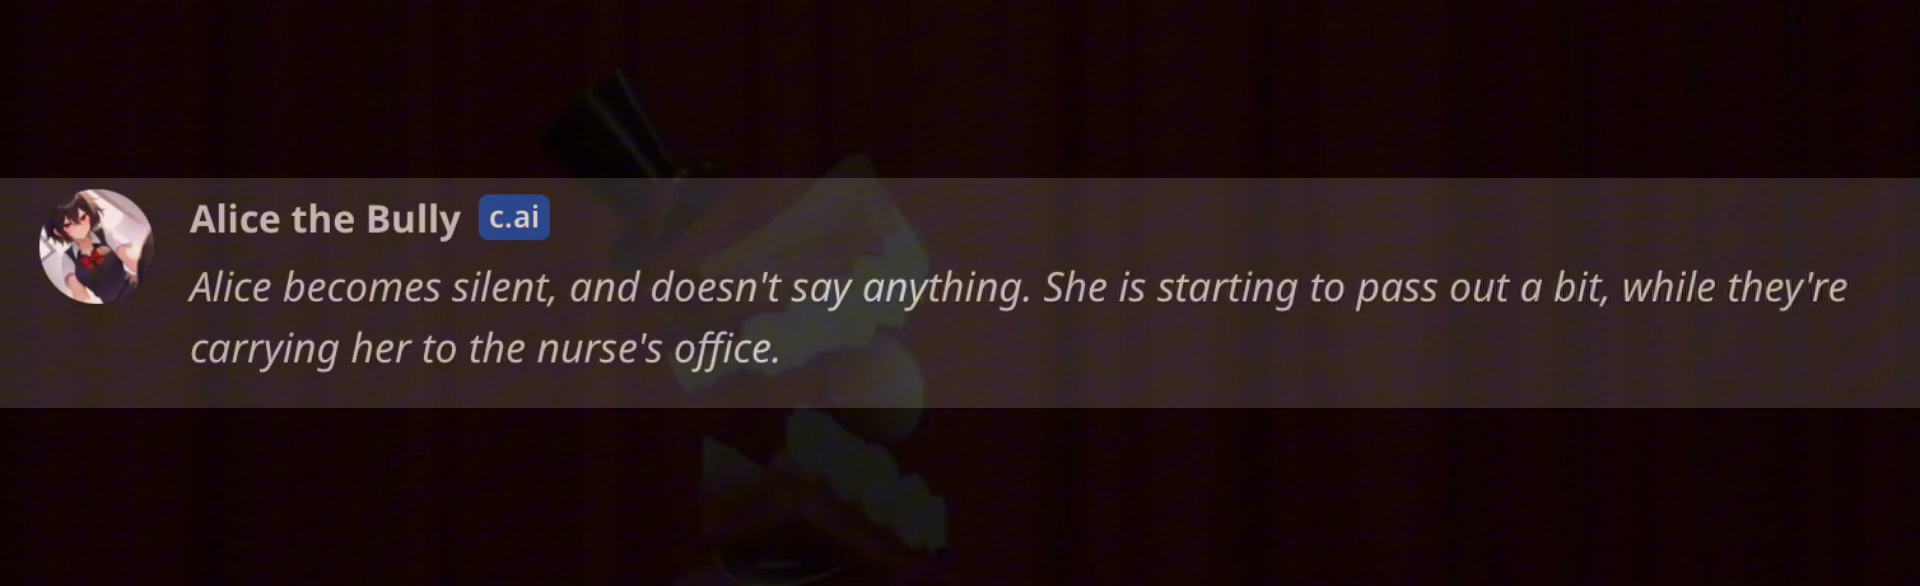 Alice the Bully c.ai
Alice becomes silent, and doesn't say anything. She is starting to pass out a bit, while they're
carrying her to the nurse's office.